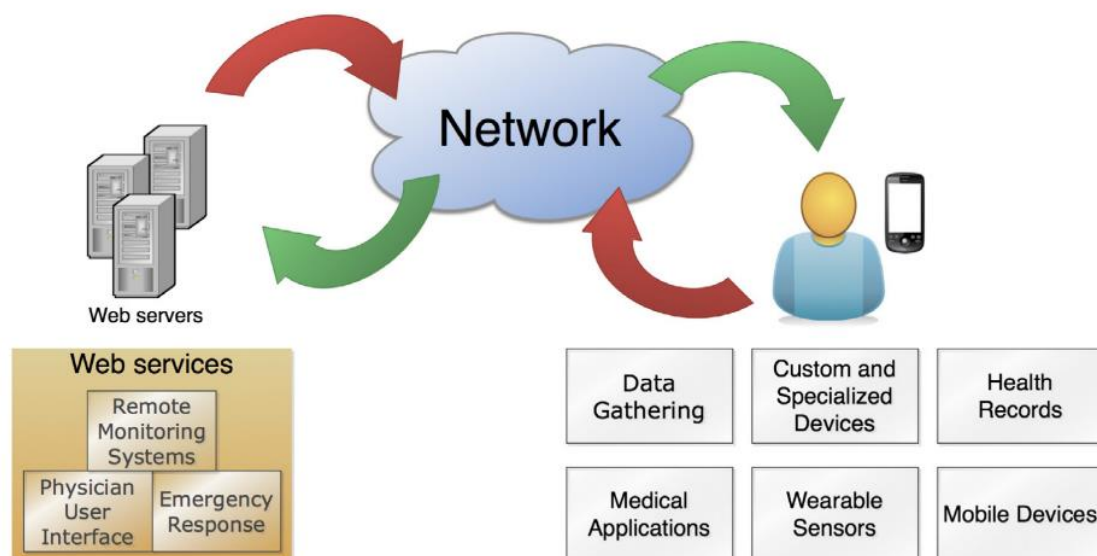 Network
Web servers
Web services
Remote
Monitoring
Systems
Physician
User
Interface
Emergency
Response
Data
Gathering
Custom and
Specialized
Devices
Health
Records
Medical
Applications
Wearable
Sensors
Mobile Devices